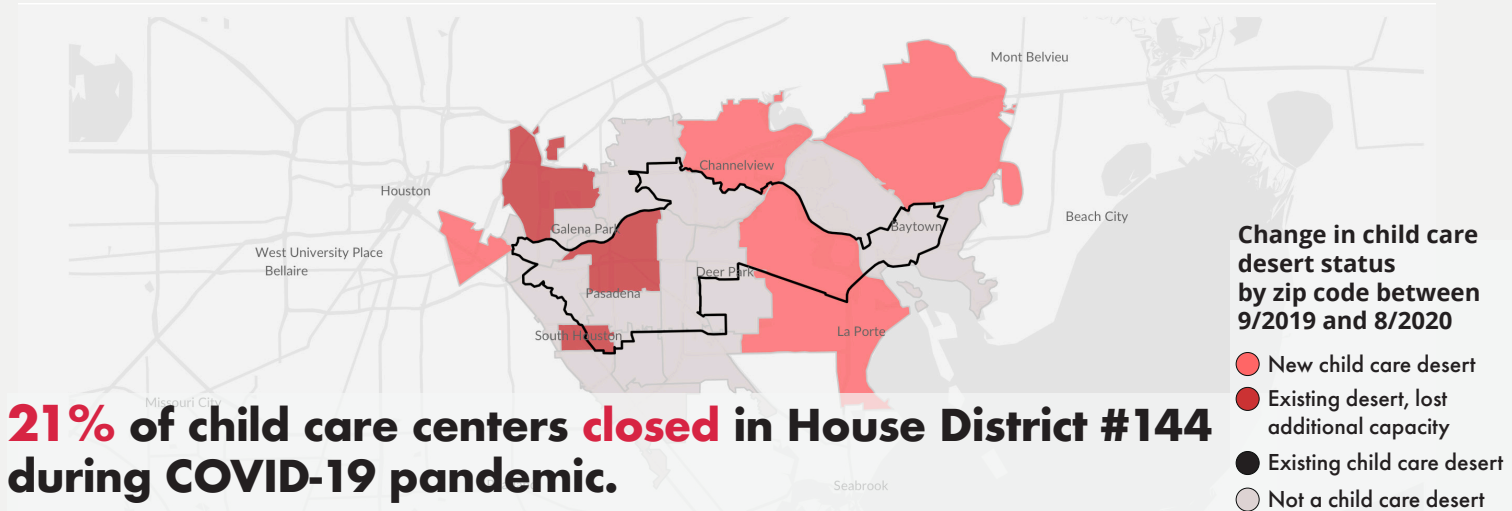 Mont Belvieu
Channelview
Houston
Beach City
Galena Park
Baytown
West University Place
Bellaire
Deer Park
Pasadena
South Houston
La Porte
Missouri City
Seabrook
21% of child care centers closed in House District #144
during COVID-19 pandemic.
Change in child care
desert status
by zip code between
9/2019 and 8/2020
New child care desert
Existing desert, lost
additional capacity
Existing child care desert
Not a child care desert